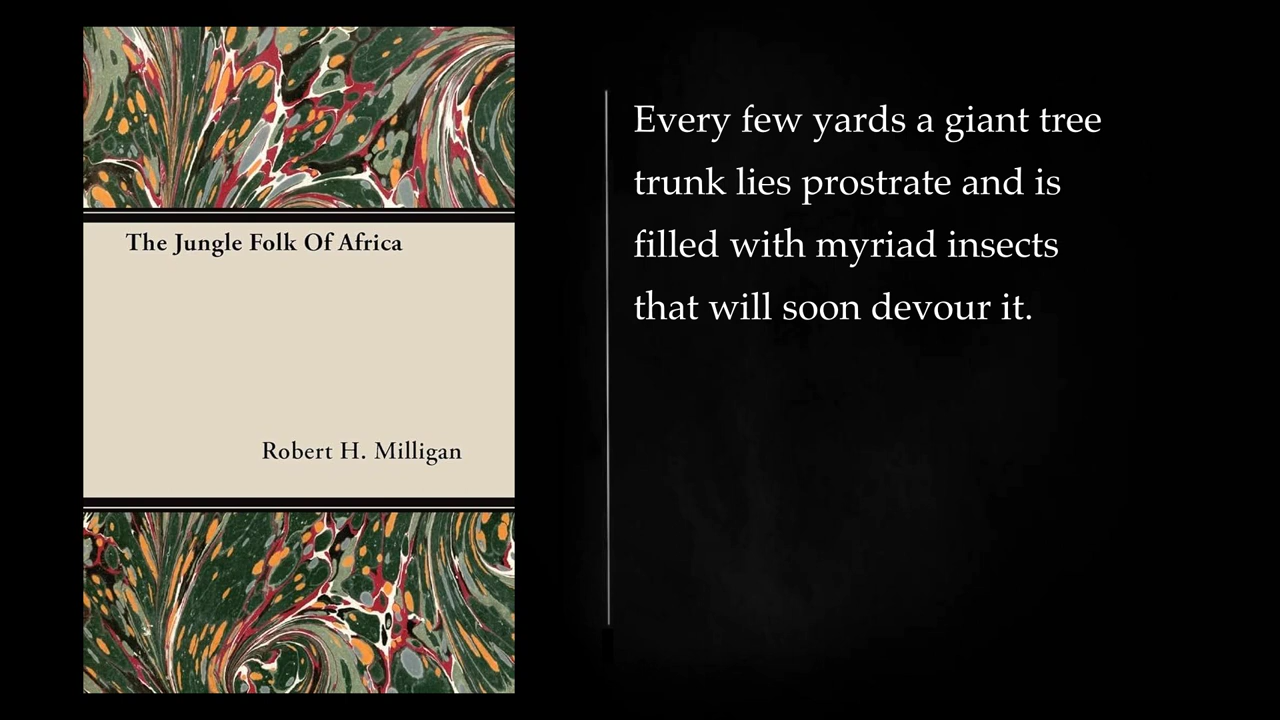 The Jungle Folk Of Africa
Robert H. Milligan
Every few yards a giant tree
trunk lies prostrate and is
filled with myriad insects
that will soon devour it.